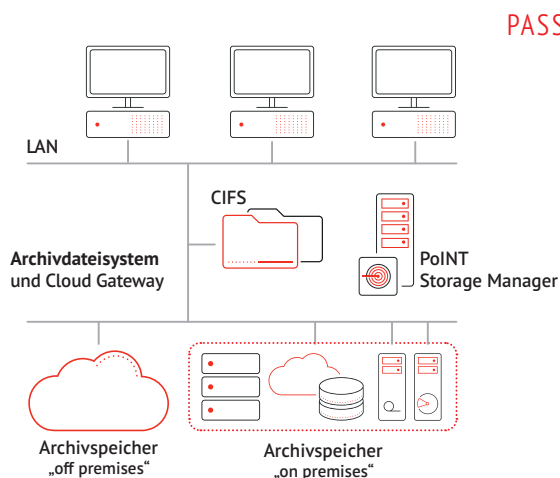 PASS
LAN
CIFS
Archivdateisystem
und Cloud Gateway
PoINT
Storage Manager
Archivspeicher
„off premises“
Archivspeicher
„on premises“